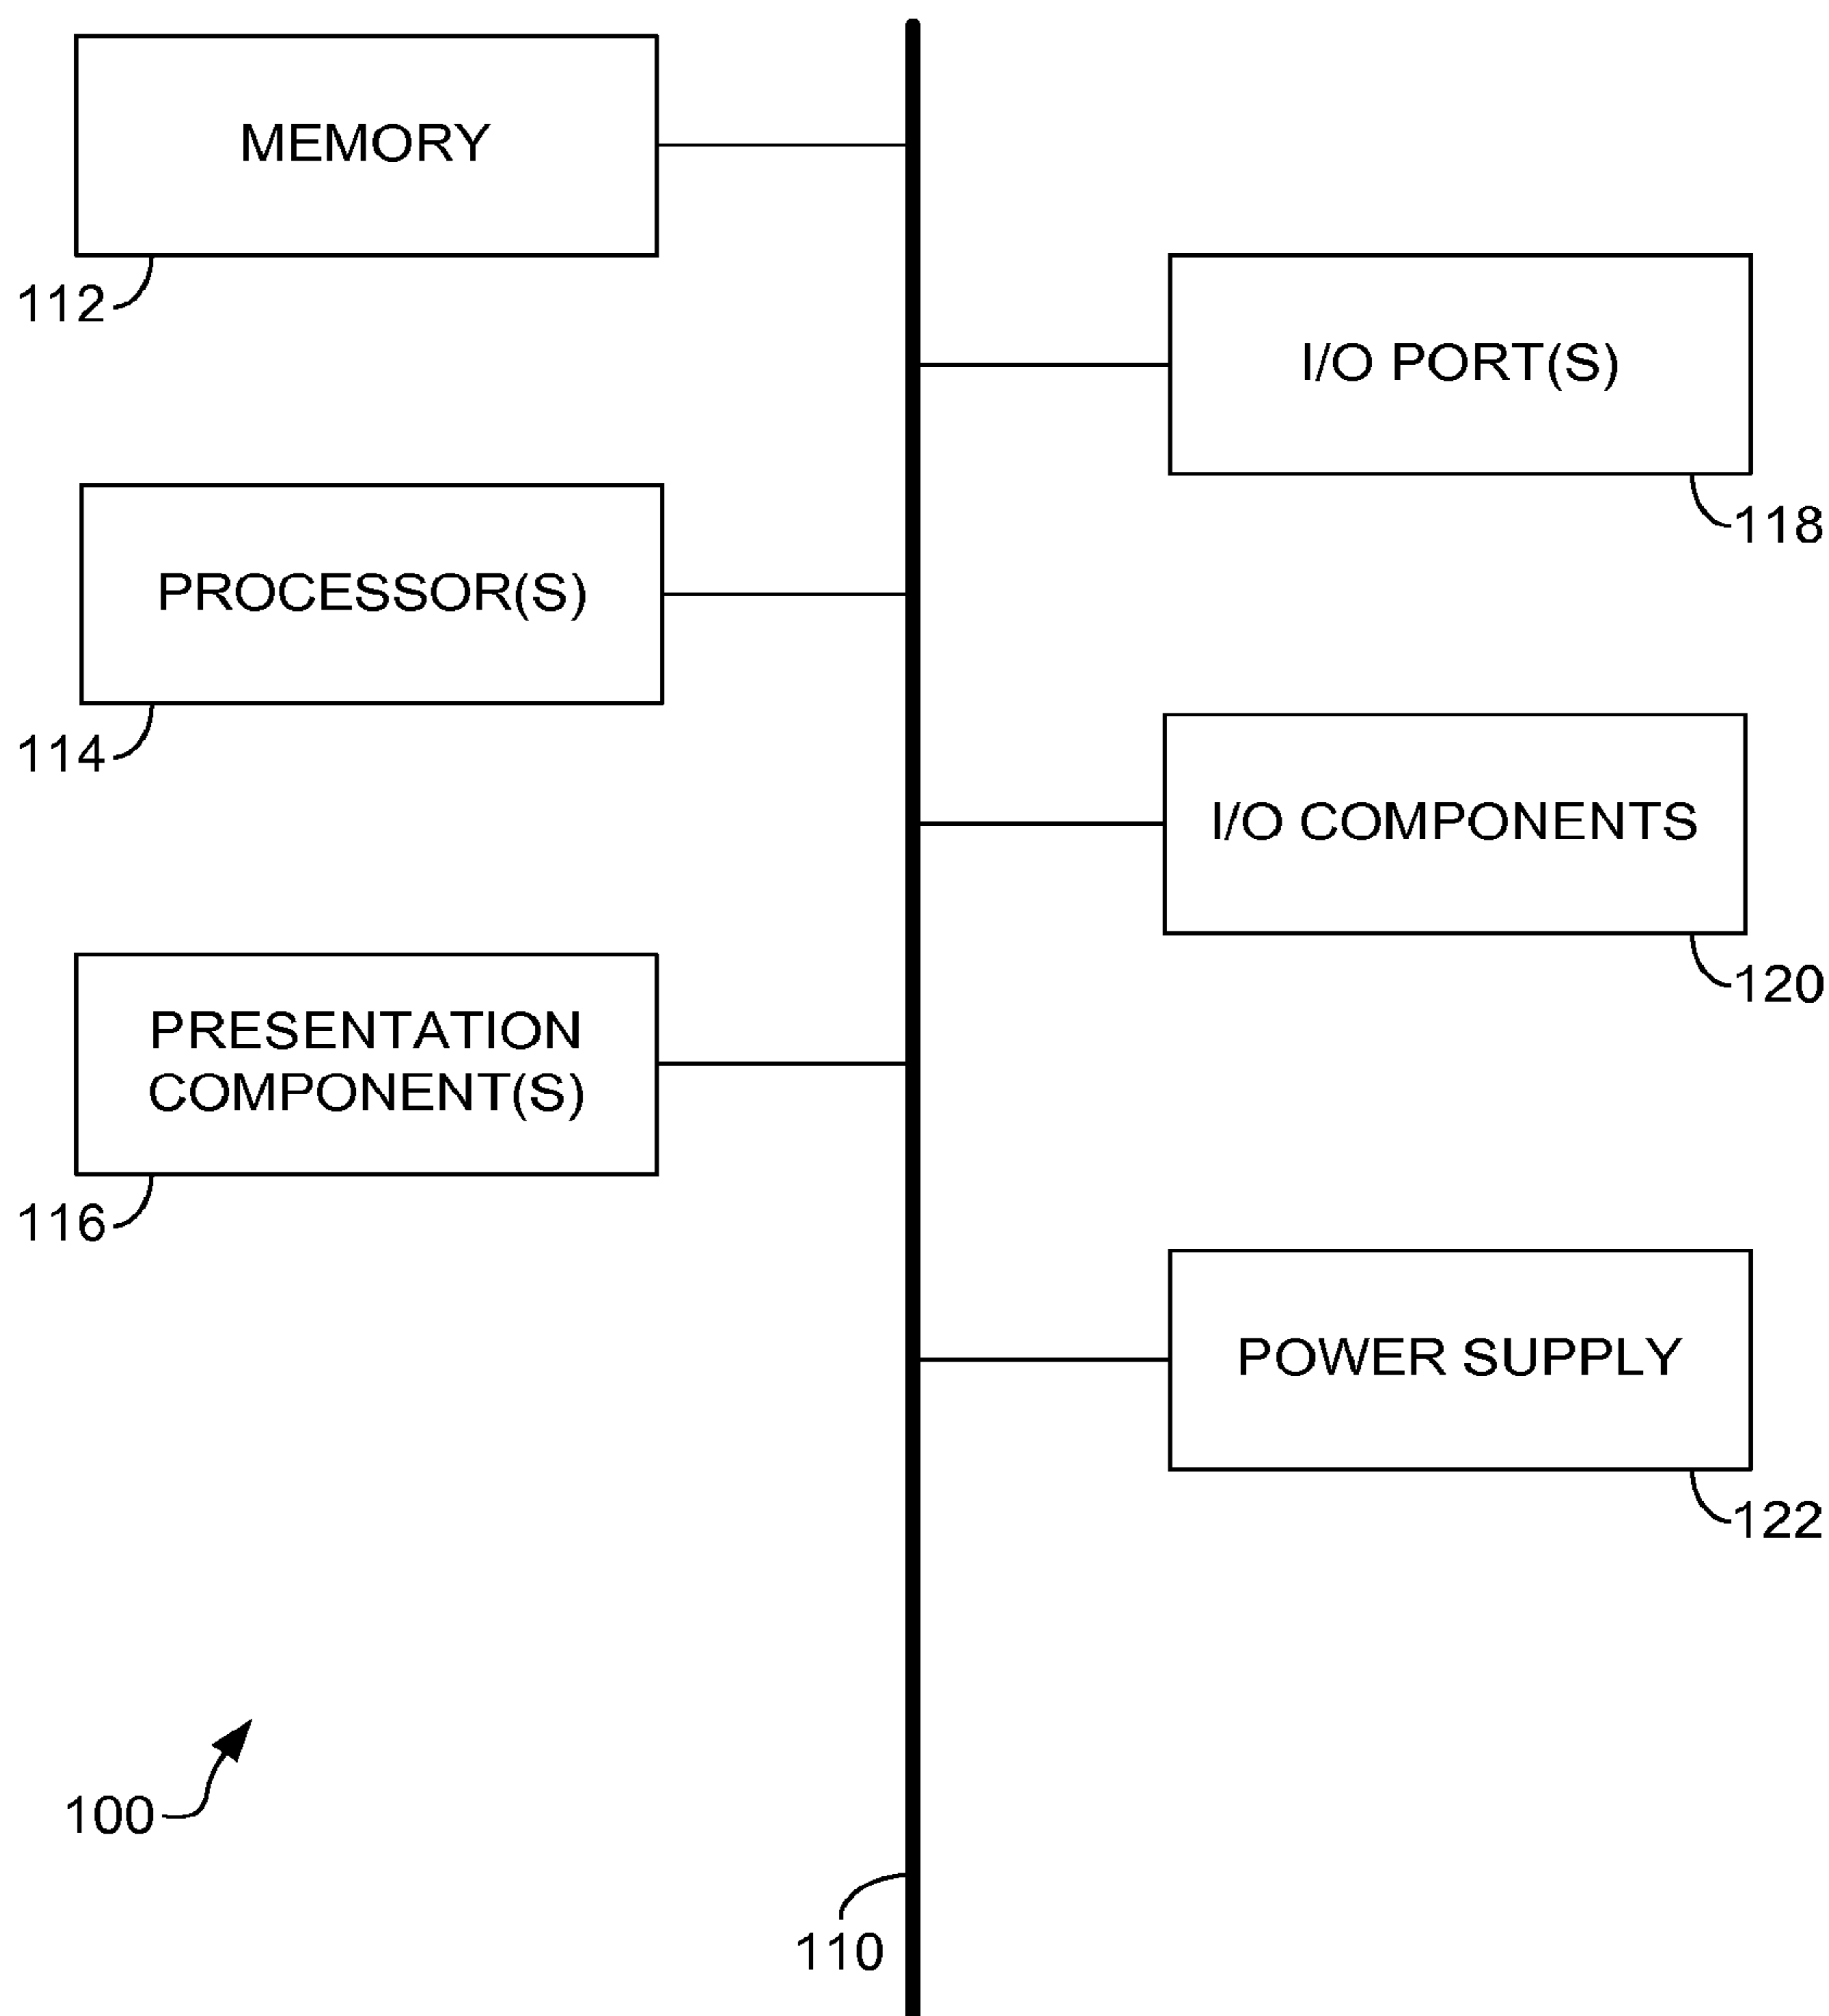 MEMORY
112
I/O PORT(S)
118
PROCESSOR(S)
114
I/O COMPONENTS
120
PRESENTATION
COMPONENT(S)
116
POWER SUPPLY
122
100
110